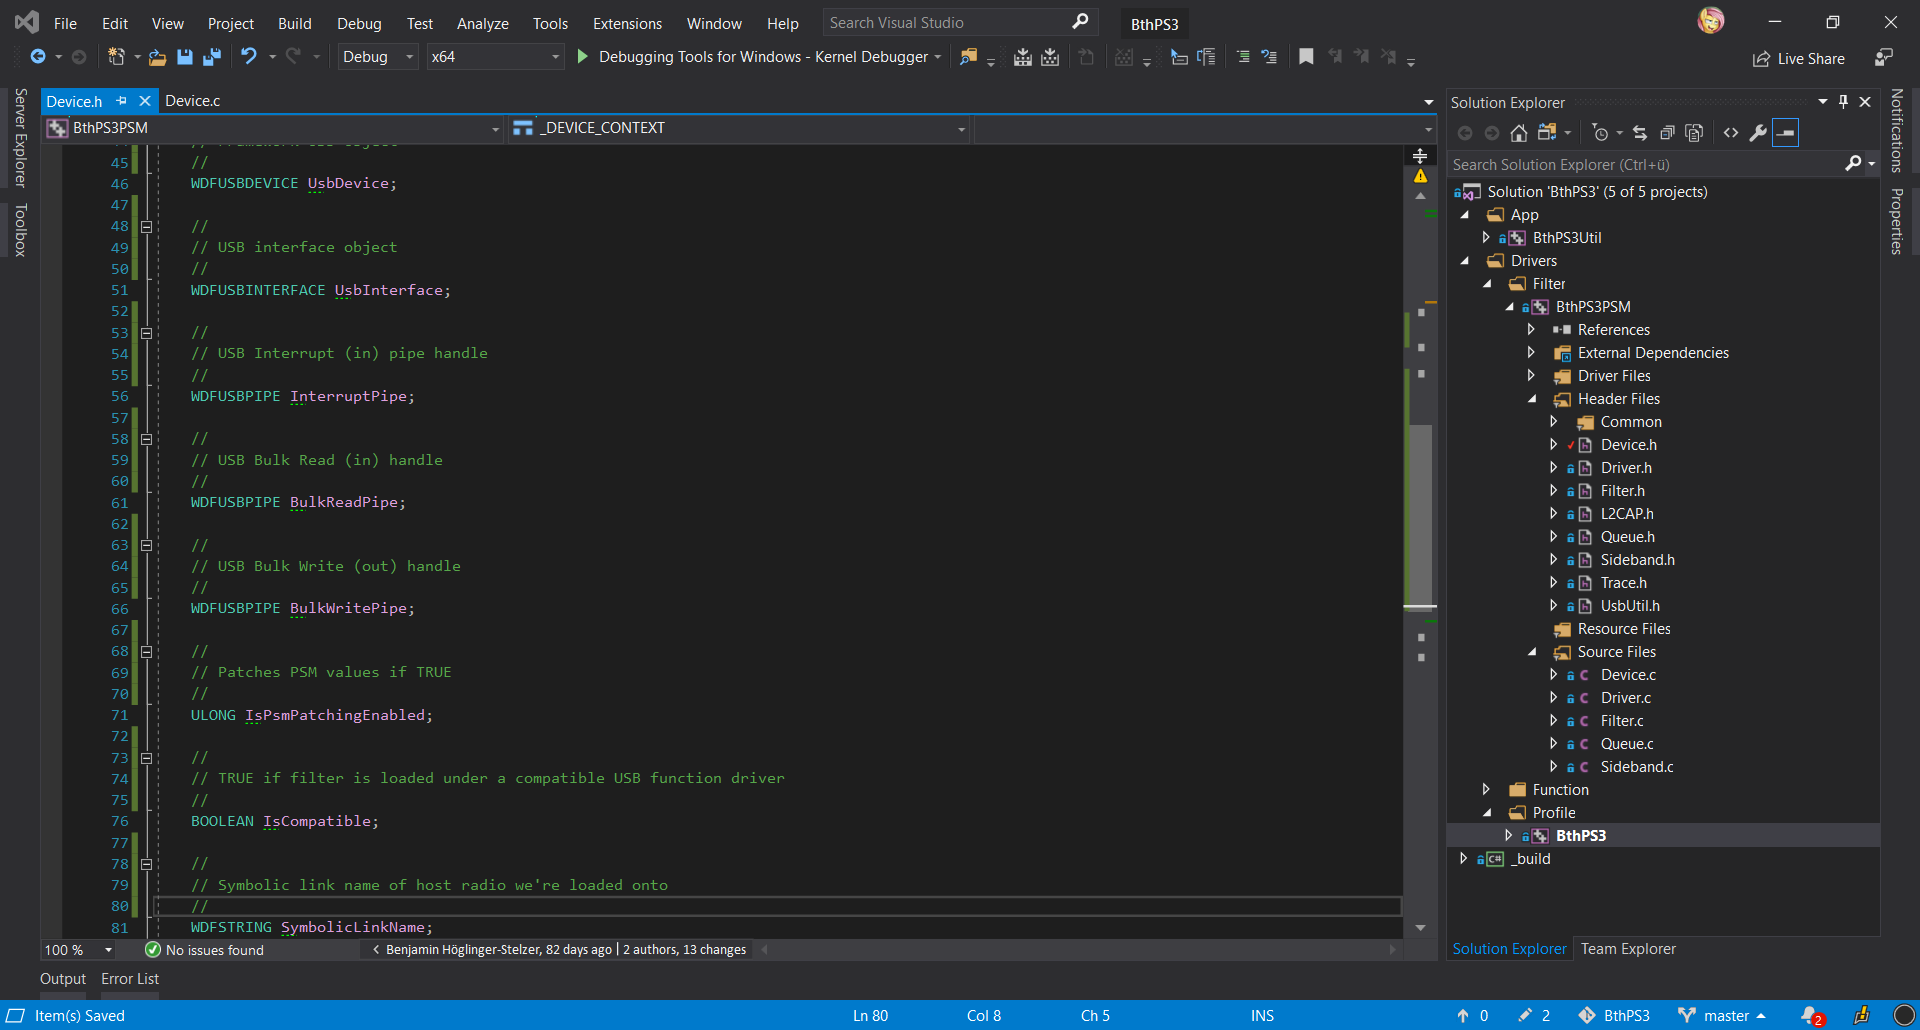 File Edit View Project Build Debug Test Analyze Tools Extensions Window Help Search Visual Studio BthPS3
Debug x64 Debugging Tools for Windows - Kernel Debugger Live Share
Server Explorer
Toolbox
Device.h Device.c
BthPS3PSM _DEVICE_CONTEXT
45 //
46 WDFUSBDEVICE UsbDevice;
47
48 //
49 // USB interface object
50 //
51 WDFUSBINTERFACE UsbInterface;
52
53 //
54 // USB Interrupt (in) pipe handle
55 //
56 WDFUSBPIPE InterruptPipe;
57
58 //
59 // USB Bulk Read (in) handle
60 //
61 WDFUSBPIPE BulkReadPipe;
62
63 //
64 // USB Bulk Write (out) handle
65 //
66 WDFUSBPIPE BulkWritePipe;
67
68 //
69 // Patches PSM values if TRUE
70 //
71 ULONG IsPsmPatchingEnabled;
72
73 //
74 // TRUE if filter is loaded under a compatible USB function driver
75 //
76 BOOLEAN IsCompatible;
77
78 //
79 // Symbolic link name of host radio we're loaded onto
80 //
81 WDFSTRING SymbolicLinkName;
100 % No issues found Benjamin Höglinger-Stelzer, 82 days ago | 2 authors, 13 changes
Output Error List
Solution Explorer
Search Solution Explorer (Ctrl+ü)
Solution 'BthPS3' (5 of 5 projects)
App
BthPS3Util
Drivers
Filter
BthPS3PSM
References
External Dependencies
Driver Files
Header Files
Common
Device.h
Driver.h
Filter.h
L2CAP.h
Queue.h
Sideband.h
Trace.h
UsbUtil.h
Resource Files
Source Files
Device.c
Driver.c
Filter.c
Queue.c
Sideband.c
Function
Profile
BthPS3
C# _build
Solution Explorer Team Explorer
Notifications
Properties
Item(s) Saved Ln 80 Col 8 Ch 5 INS 0 2 BthPS3 master 2